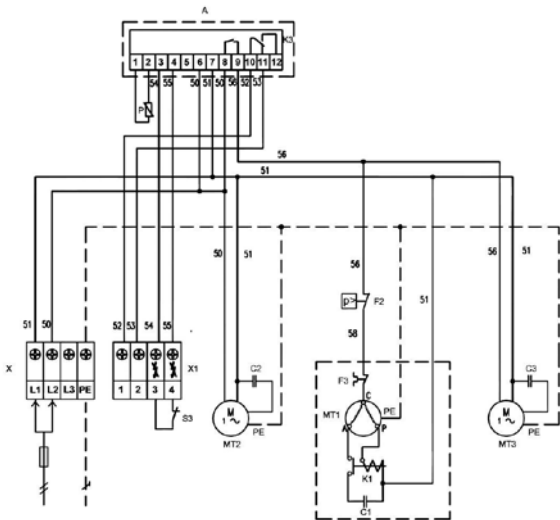 A
K3
1 2 3 4 5 6 7 8 9 10 11 12
P
54 55 50 51 50 56 52 53
56
51
50 51 56 51 56 51
p> F2
51 50 52 53 54 55 58
X X1
C2 F3 C3
L1 L2 L3 PE 1 2 3 4
S3
C
M 1~ MT1 PE M 1~
A P
PE PE
MT2 MT3
K1
C1